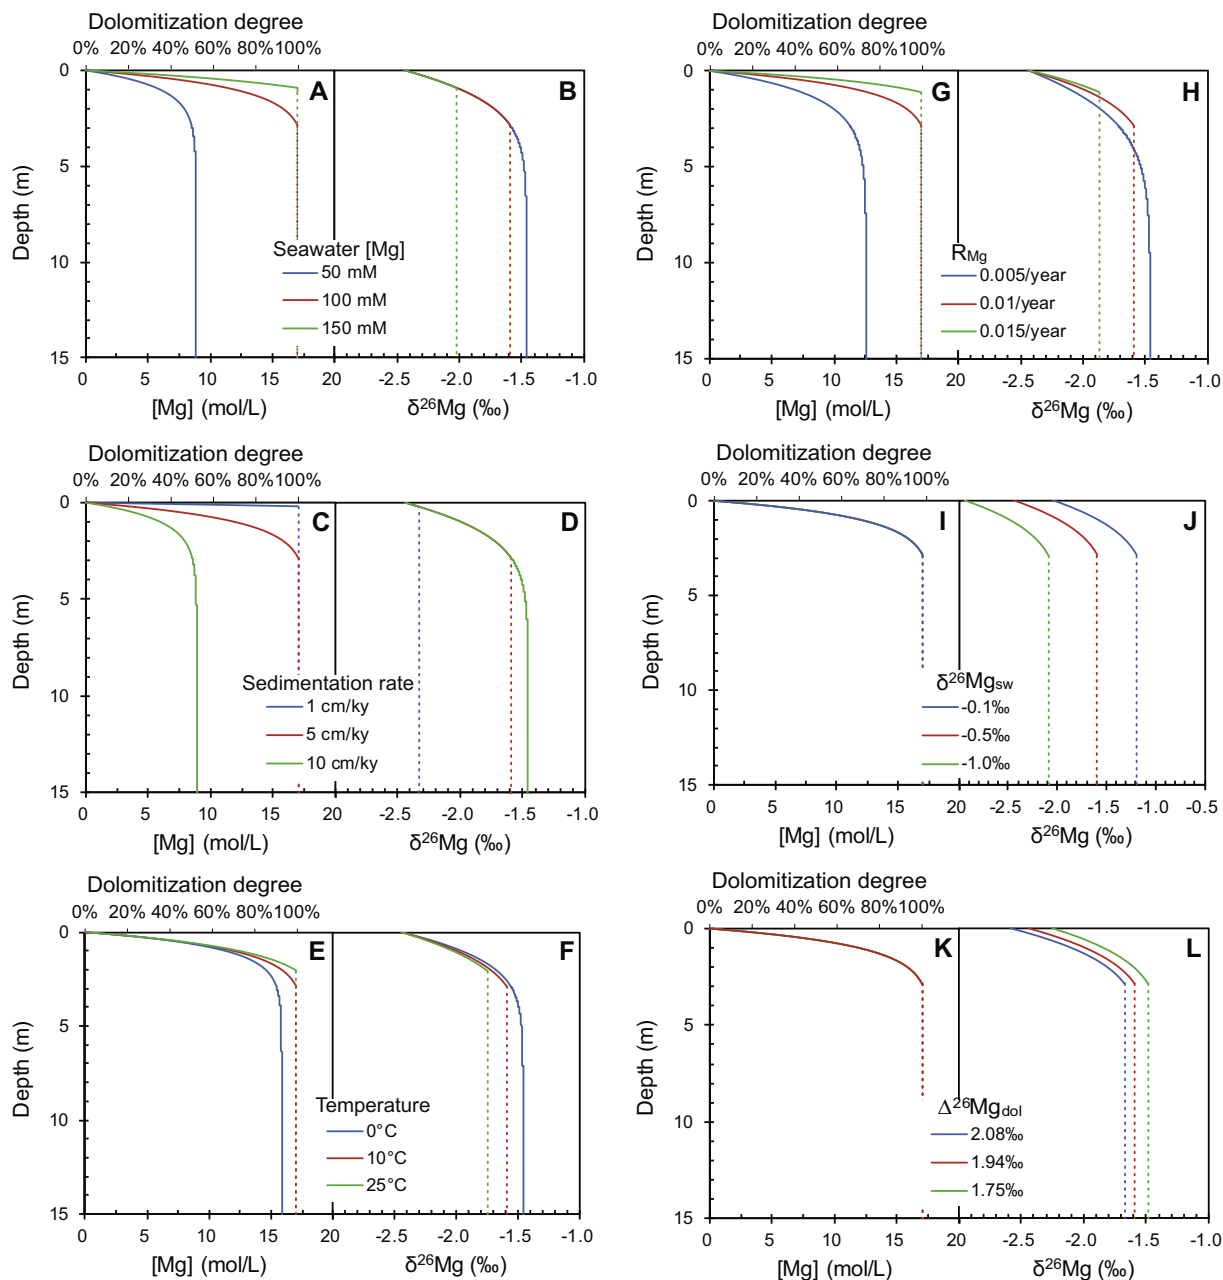 Dolomitization degree
0% 20% 40% 60% 80% 100%
0
5
10
15
Depth (m)
A
B
Seawater [Mg]
50 mM
100 mM
150 mM
0 5 10 15 -2.5 -2.0 -1.5 -1.0
[Mg] (mol/L) δ²⁶Mg (‰)
Dolomitization degree
0% 20% 40% 60% 80% 100%
0
5
10
15
Depth (m)
G
H
R_Mg
0.005/year
0.01/year
0.015/year
0 5 10 15 20 -2.5 -2.0 -1.5 -1.0
[Mg] (mol/L) δ²⁶Mg (‰)
Dolomitization degree
0% 20% 40% 60% 80% 100%
0
5
10
15
Depth (m)
C
D
Sedimentation rate
1 cm/ky
5 cm/ky
10 cm/ky
0 5 10 15 -2.5 -2.0 -1.5 -1.0
[Mg] (mol/L) δ²⁶Mg (‰)
Dolomitization degree
0% 20% 40% 60% 80% 100%
0
5
10
15
Depth (m)
I
J
δ²⁶Mg_sw
-0.1‰
-0.5‰
-1.0‰
0 5 10 15 20 -2.5 -2.0 -1.5 -1.0 -0.5
[Mg] (mol/L) δ²⁶Mg (‰)
Dolomitization degree
0% 20% 40% 60% 80% 100%
0
5
10
15
Depth (m)
E
F
Temperature
0°C
10°C
25°C
0 5 10 15 -2.5 -2.0 -1.5 -1.0
[Mg] (mol/L) δ²⁶Mg (‰)
Dolomitization degree
0% 20% 40% 60% 80% 100%
0
5
10
15
Depth (m)
K
L
Δ²⁶Mg_dol
2.08‰
1.94‰
1.75‰
0 5 10 15 20 -2.5 -2.0 -1.5 -1.0
[Mg] (mol/L) δ²⁶Mg (‰)